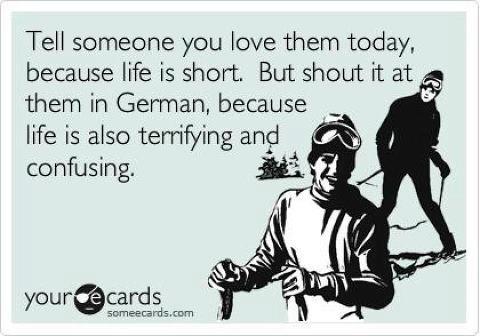 Tell someone you love them today,
because life is short. But shout it at
them in German, because
life is also terrifying and
confusing.
your e cards
someecards.com